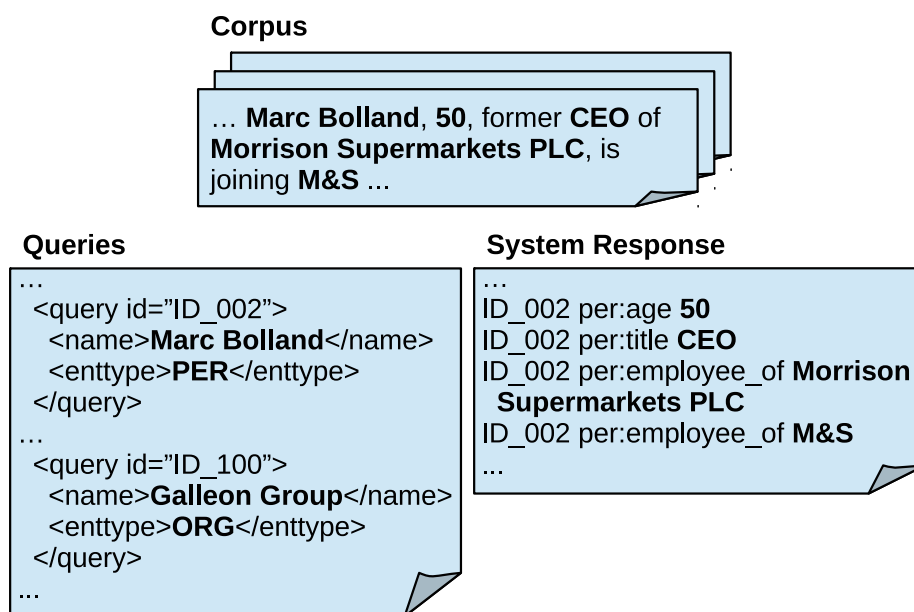 Corpus
… Marc Bolland, 50, former CEO of
Morrison Supermarkets PLC, is
joining M&S ...
Queries
…
<query id=”ID_002”>
<name>Marc Bolland</name>
<enttype>PER</enttype>
</query>
…
<query id=”ID_100”>
<name>Galleon Group</name>
<enttype>ORG</enttype>
</query>
...
System Response
…
ID_002 per:age 50
ID_002 per:title CEO
ID_002 per:employee_of Morrison
Supermarkets PLC
ID_002 per:employee_of M&S
...